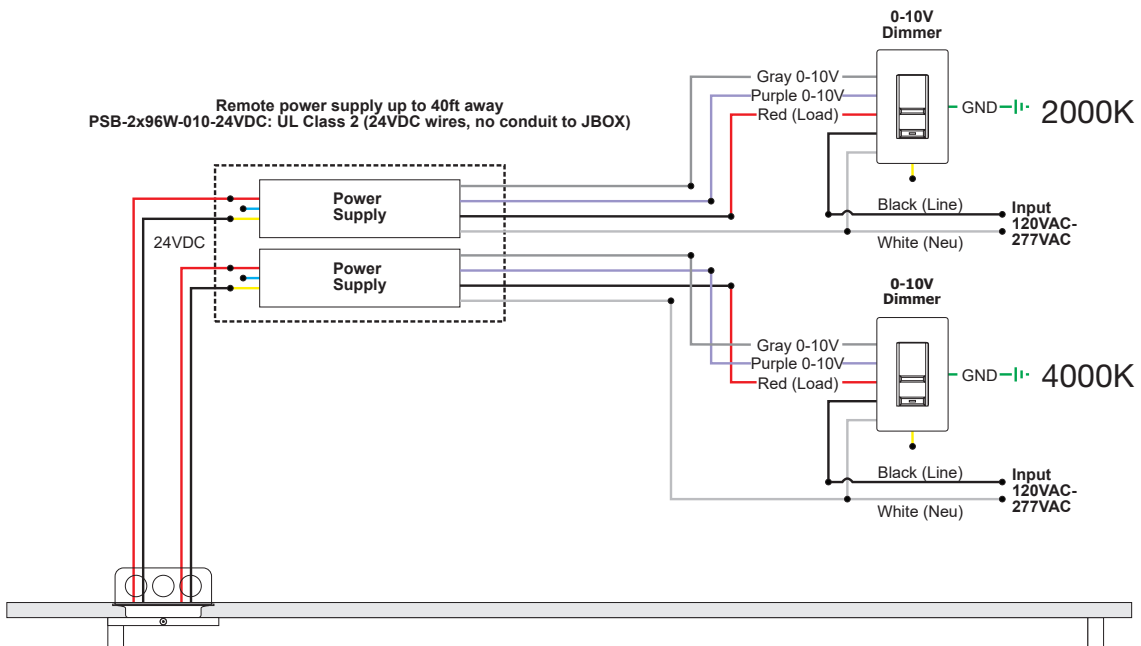 0-10V
Dimmer
Gray 0-10V
Purple 0-10V
Red (Load)
GND
2000K
Remote power supply up to 40ft away
PSB-2x96W-010-24VDC: UL Class 2 (24VDC wires, no conduit to JBOX)
Power
Supply
Black (Line)
White (Neu)
Input
120VAC-
277VAC
24VDC
Power
Supply
0-10V
Dimmer
Gray 0-10V
Purple 0-10V
Red (Load)
GND
4000K
Black (Line)
White (Neu)
Input
120VAC-
277VAC